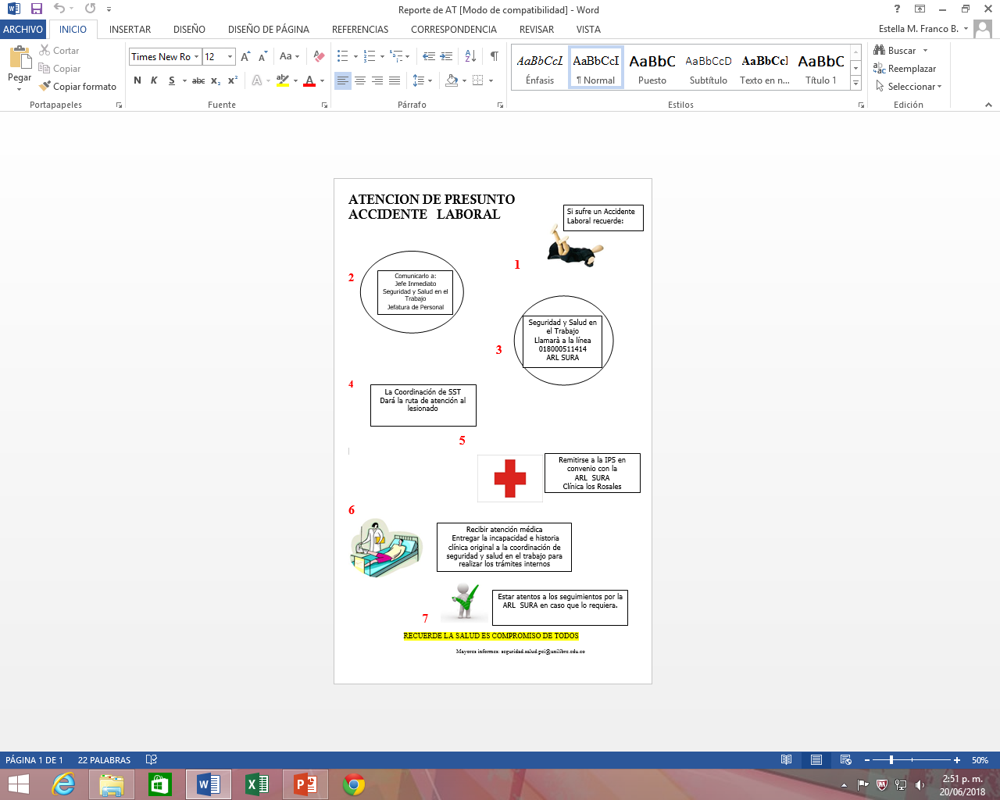 Reporte de AT [Modo de compatibilidad] - Word
ARCHIVO INICIO INSERTAR DISEÑO DISEÑO DE PÁGINA REFERENCIAS CORRESPONDENCIA REVISAR VISTA
Estella M. Franco B.
Pegar
Cortar
Copiar
Copiar formato
Portapapeles
Times New Ro 12
Aa
N K S abc x₂ x²
Fuente
Párrafo
AaBbCcI AaBbCcI AaBbC AaBbCcD AaBbCcI AaBbC
Énfasis ¶ Normal Puesto Subtítulo Texto en n... Título 1
Estilos
Buscar
Reemplazar
Seleccionar
Edición
ATENCION DE PRESUNTO
ACCIDENTE LABORAL
Si sufre un Accidente
Laboral recuerde:
1
2
Comunicarlo a:
Jefe Inmediato
Seguridad y Salud en el
Trabajo
Jefatura de Personal
3
Seguridad y Salud en
el Trabajo
Llamarà a la línea
018000511414
ARL SURA
4
La Coordinación de SST
Dará la ruta de atención al
lesionado
5
Remitirse a la IPS en
convenio con la
ARL SURA
Clínica los Rosales
6
Recibir atención médica
Entregar la incapacidad e historia
clínica original a la coordinación de
seguridad y salud en el trabajo para
realizar los trámites internos
7
Estar atentos a los seguimientos por la
ARL SURA en caso que lo requiera.
RECUERDE LA SALUD ES COMPROMISO DE TODOS
Mayores informes: seguridad.salud.pei@unilibre.edu.co
PÁGINA 1 DE 1 22 PALABRAS
50%
2:51 p. m.
20/06/2018